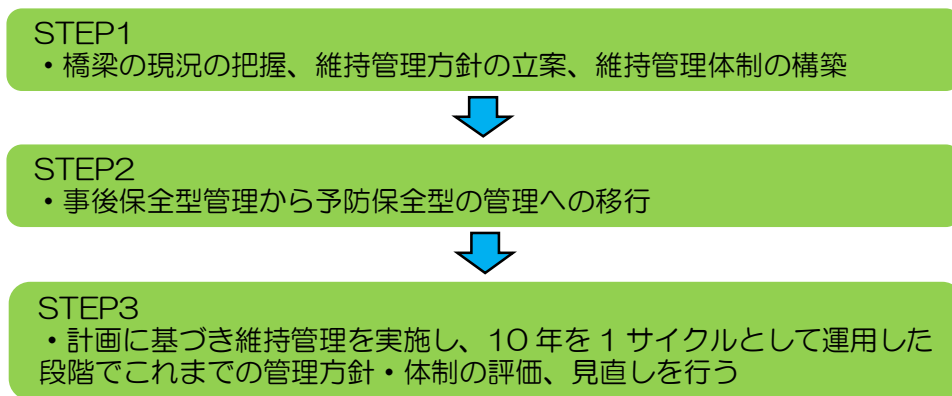 STEP1
・橋梁の現況の把握、維持管理方針の立案、維持管理体制の構築
STEP2
・事後保全型管理から予防保全型の管理への移行
STEP3
・計画に基づき維持管理を実施し、10 年を 1 サイクルとして運用した
段階でこれまでの管理方針・体制の評価、見直しを行う